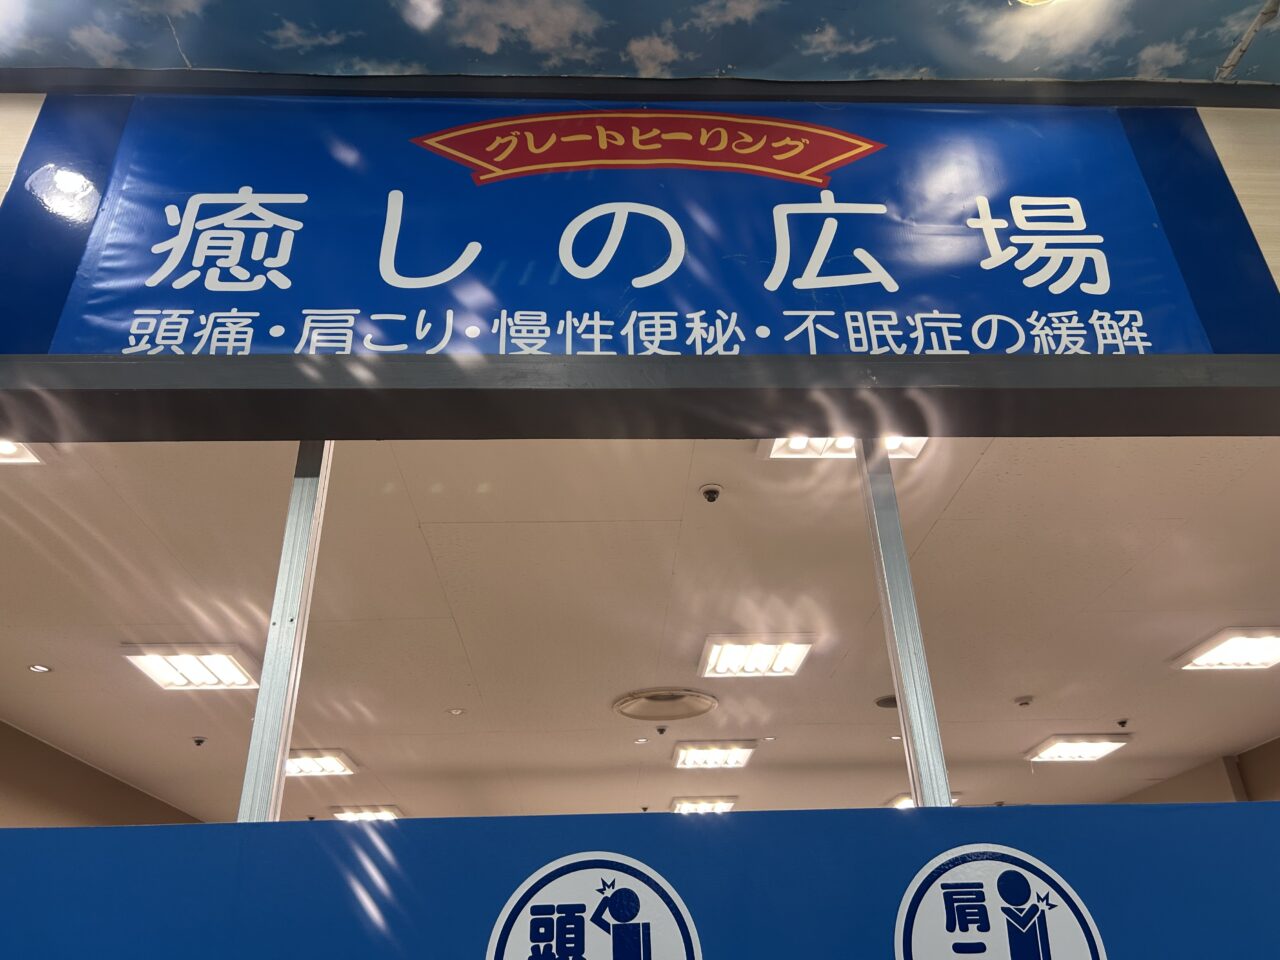 グレートヒーリング
癒しの広場
頭痛・肩こり・慢性便秘・不眠症の緩解
頭
肩こ